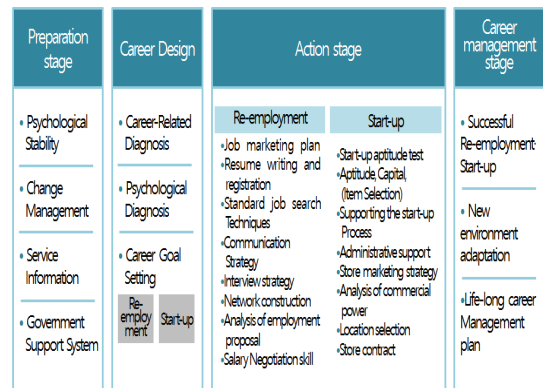 Preparation
stage
• Psychological
Stability
• Change
Management
• Service
Information
• Government
Support System
Career Design
• Career-Related
Diagnosis
• Psychological
Diagnosis
• Career Goal
Setting
Re-
employ
ment
Start-up
Action stage
Re-employment
•Job marketing plan
•Resume writing and
registration
•Standard job search
Techniques
•Communication
Strategy
•Interview strategy
•Network construction
•Analysis of employment
proposal
•Salary Negotiation skill
Start-up
•Start-up aptitude test
•Aptitude, Capital,
(Item Selection)
•Supporting the start-up
Process
•Administrative support
•Store marketing strategy
•Analysis of commercial
power
•Location selection
•Store contract
Career
management
stage
• Successful
Re-employment·
Start-up
• New
environment
adaptation
•Life-long career
Management
plan